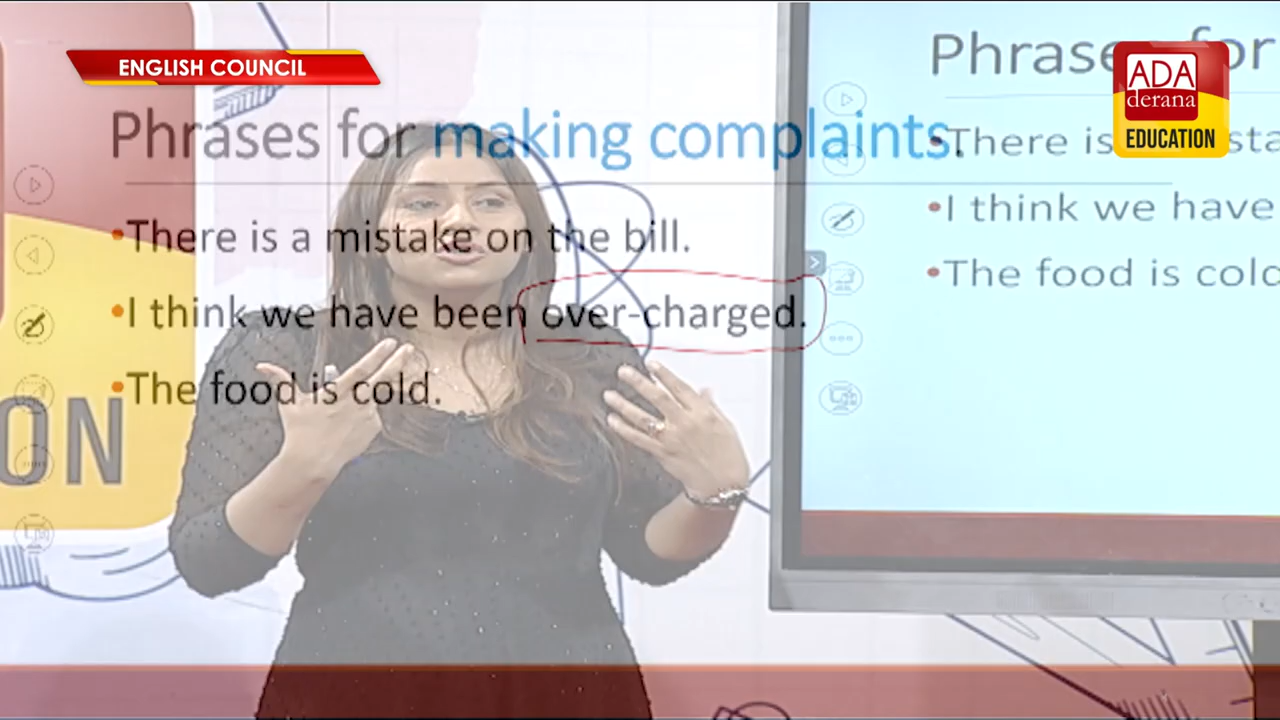 ENGLISH COUNCIL
ADA
derana
EDUCATION
Phrases for making complaints.
•There is a mistake on the bill.
•I think we have been over-charged.
•The food is cold.
Phrases for
•There is
•I think we have
•The food is cold
ON